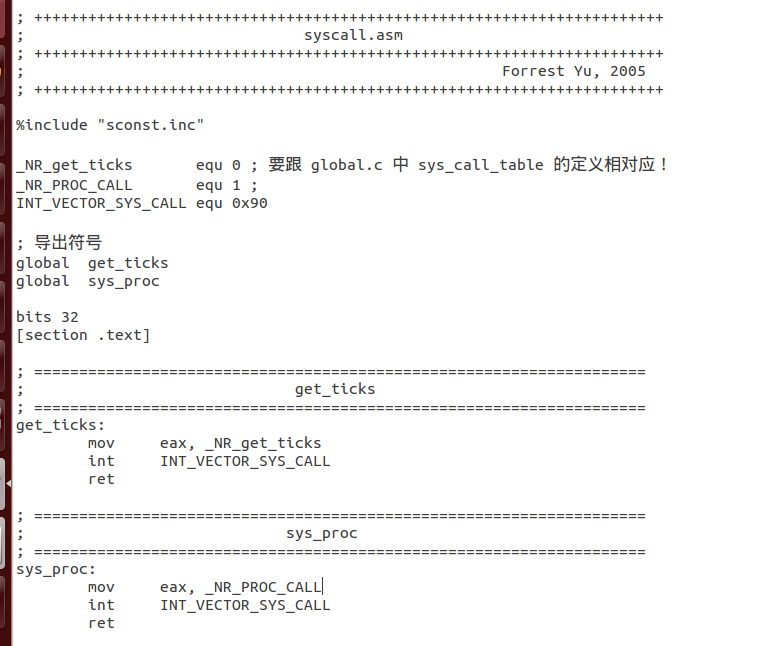 ; ++++++++++++++++++++++++++++++++++++++++++++++++++++++++++++++++++++++
;                               syscall.asm
; ++++++++++++++++++++++++++++++++++++++++++++++++++++++++++++++++++++++
;                                                     Forrest Yu, 2005
; ++++++++++++++++++++++++++++++++++++++++++++++++++++++++++++++++++++++
%include "sconst.inc"
_NR_get_ticks       equ 0 ; 要跟 global.c 中 sys_call_table 的定义相对应！
_NR_PROC_CALL       equ 1 ;
INT_VECTOR_SYS_CALL equ 0x90
; 导出符号
global  get_ticks
global  sys_proc
bits 32
[section .text]
; ====================================================================
;                              get_ticks
; ====================================================================
get_ticks:
        mov     eax, _NR_get_ticks
        int     INT_VECTOR_SYS_CALL
        ret
; ====================================================================
;                             sys_proc
; ====================================================================
sys_proc:
        mov     eax, _NR_PROC_CALL
        int     INT_VECTOR_SYS_CALL
        ret